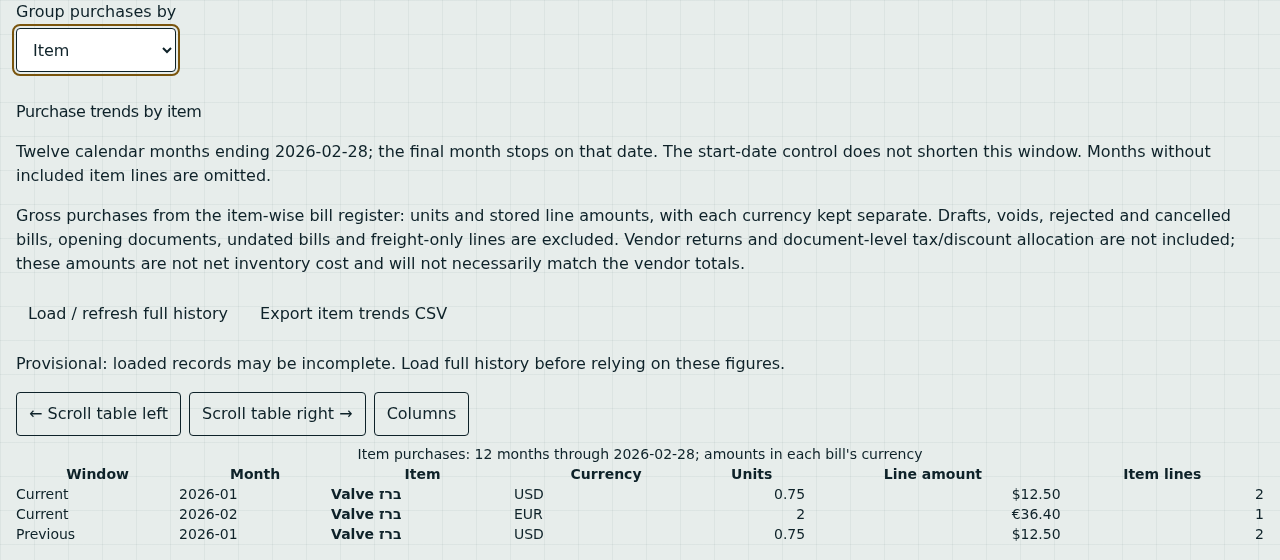 Group purchases by
Item
Purchase trends by item
Twelve calendar months ending 2026-02-28; the final month stops on that date. The start-date control does not shorten this window. Months without
included item lines are omitted.
Gross purchases from the item-wise bill register: units and stored line amounts, with each currency kept separate. Drafts, voids, rejected and cancelled
bills, opening documents, undated bills and freight-only lines are excluded. Vendor returns and document-level tax/discount allocation are not included;
these amounts are not net inventory cost and will not necessarily match the vendor totals.
Load / refresh full history Export item trends CSV
Provisional: loaded records may be incomplete. Load full history before relying on these figures.
← Scroll table left Scroll table right → Columns
Item purchases: 12 months through 2026-02-28; amounts in each bill's currency
Window Month Item Currency Units Line amount Item lines
Current 2026-01 Valve ברז USD 0.75 $12.50 2
Current 2026-02 Valve ברז EUR 2 €36.40 1
Previous 2026-01 Valve ברז USD 0.75 $12.50 2